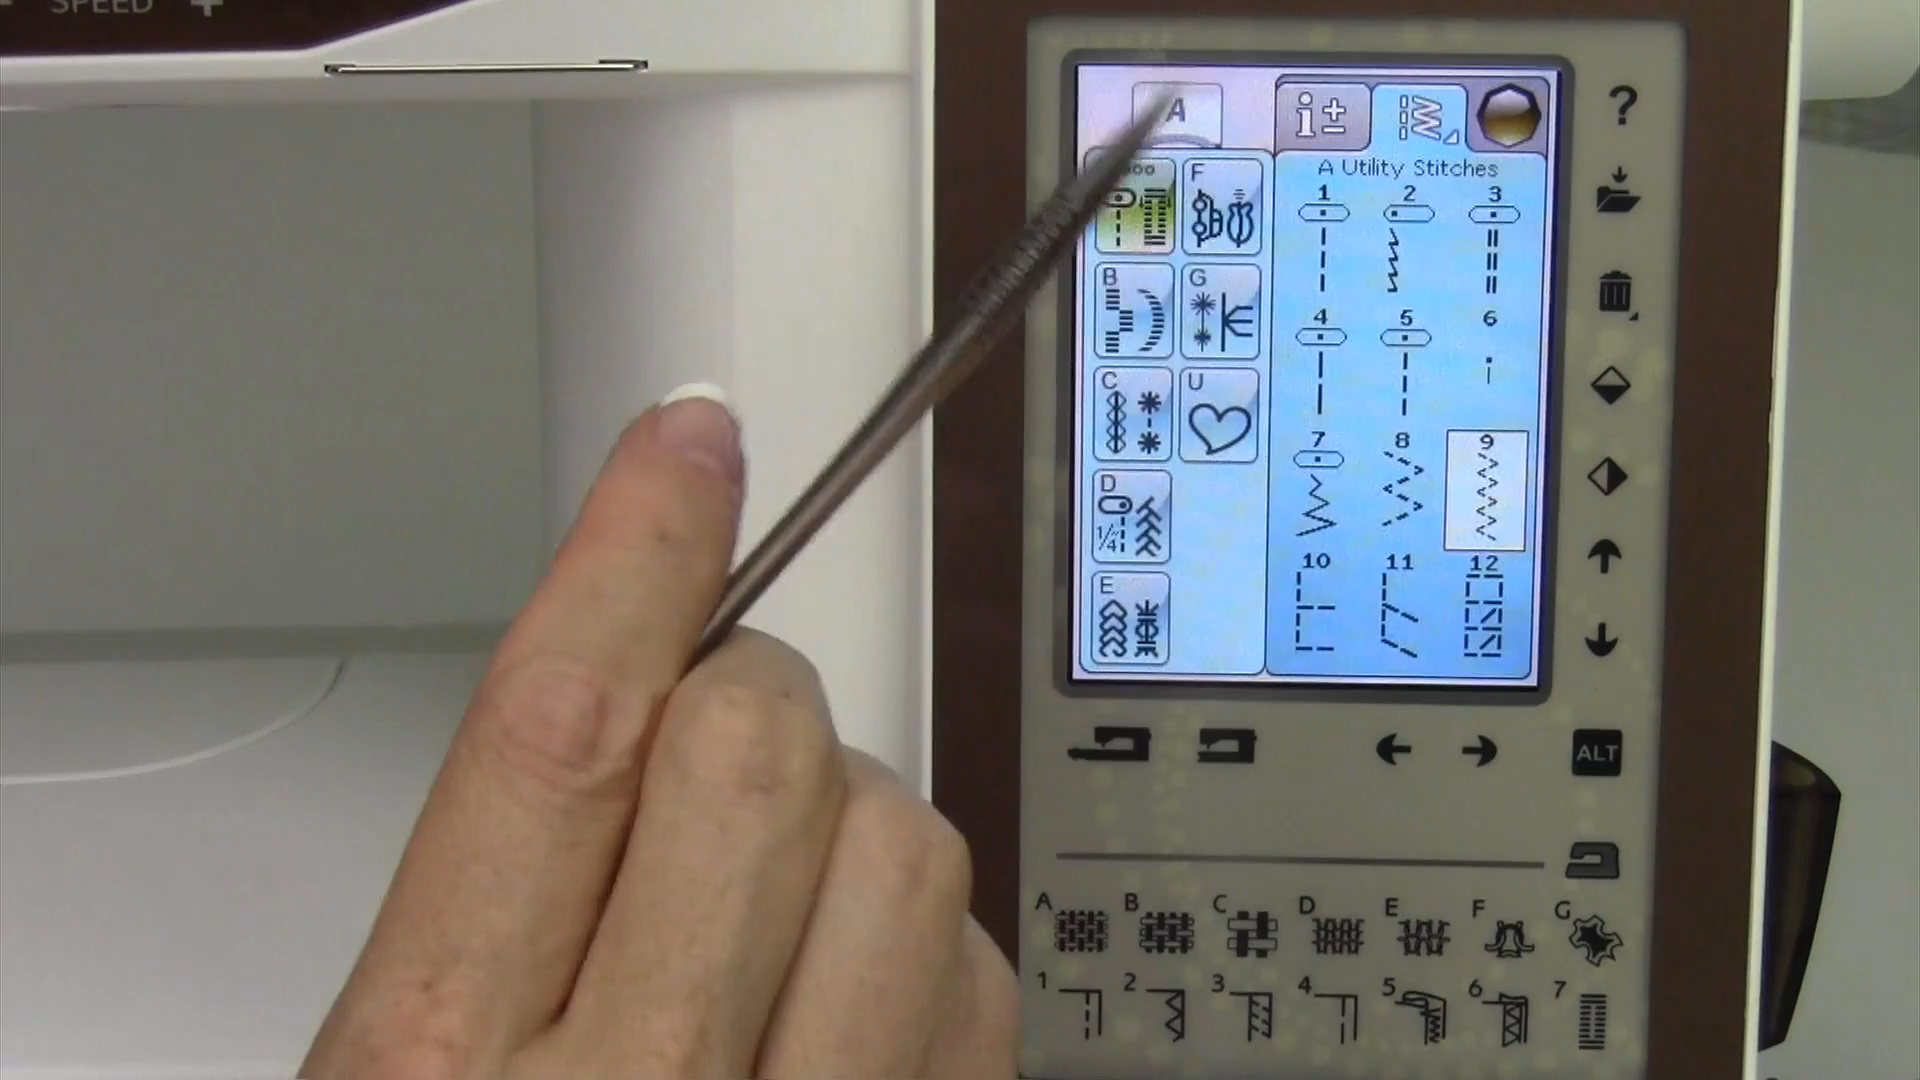 - SPEED +
A
i ±
?
A Utility Stitches
F
1 2 3
B G
4 5 6
C U
7 8 9
D
1/4"
10 11 12
E
ALT
A B C D E F G
1 2 3 4 5 6 7